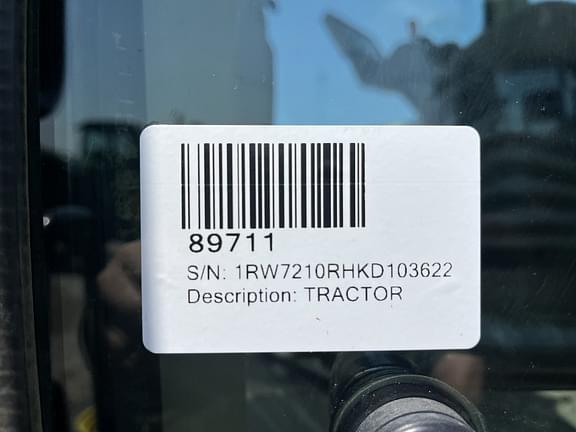 89711
S/N: 1RW7210RHKD103622
Description: TRACTOR